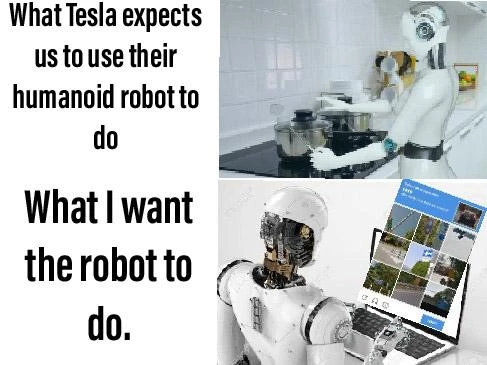 What Tesla expects
us to use their
humanoid robot to
do
What I want
the robot to
do.